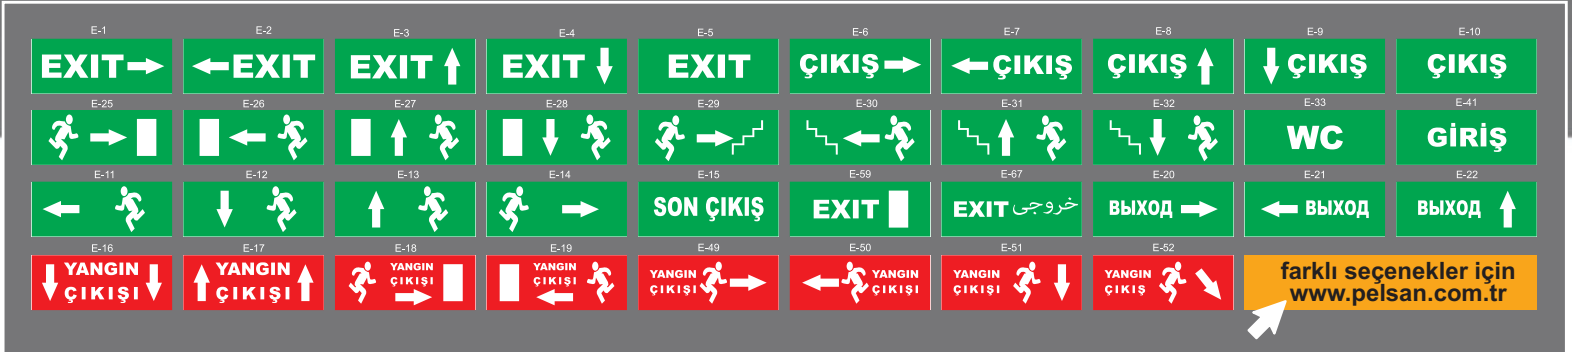 E-1 E-2 E-3 E-4 E-5 E-6 E-7 E-8 E-9 E-10
EXIT EXIT EXIT EXIT EXIT ÇIKIŞ ÇIKIŞ ÇIKIŞ ÇIKIŞ ÇIKIŞ
E-25 E-26 E-27 E-28 E-29 E-30 E-31 E-32 E-33 E-41
WC GİRİŞ
E-11 E-12 E-13 E-14 E-15 E-59 E-67 E-20 E-21 E-22
SON ÇIKIŞ EXIT EXIT خروجی ВЫХОД ВЫХОД ВЫХОД
E-16 E-17 E-18 E-19 E-49 E-50 E-51 E-52
YANGIN YANGIN YANGIN YANGIN YANGIN YANGIN YANGIN YANGIN farklı seçenekler için
ÇIKIŞI ÇIKIŞI ÇIKIŞI ÇIKIŞI ÇIKIŞI ÇIKIŞI ÇIKIŞI ÇIKIŞ www.pelsan.com.tr